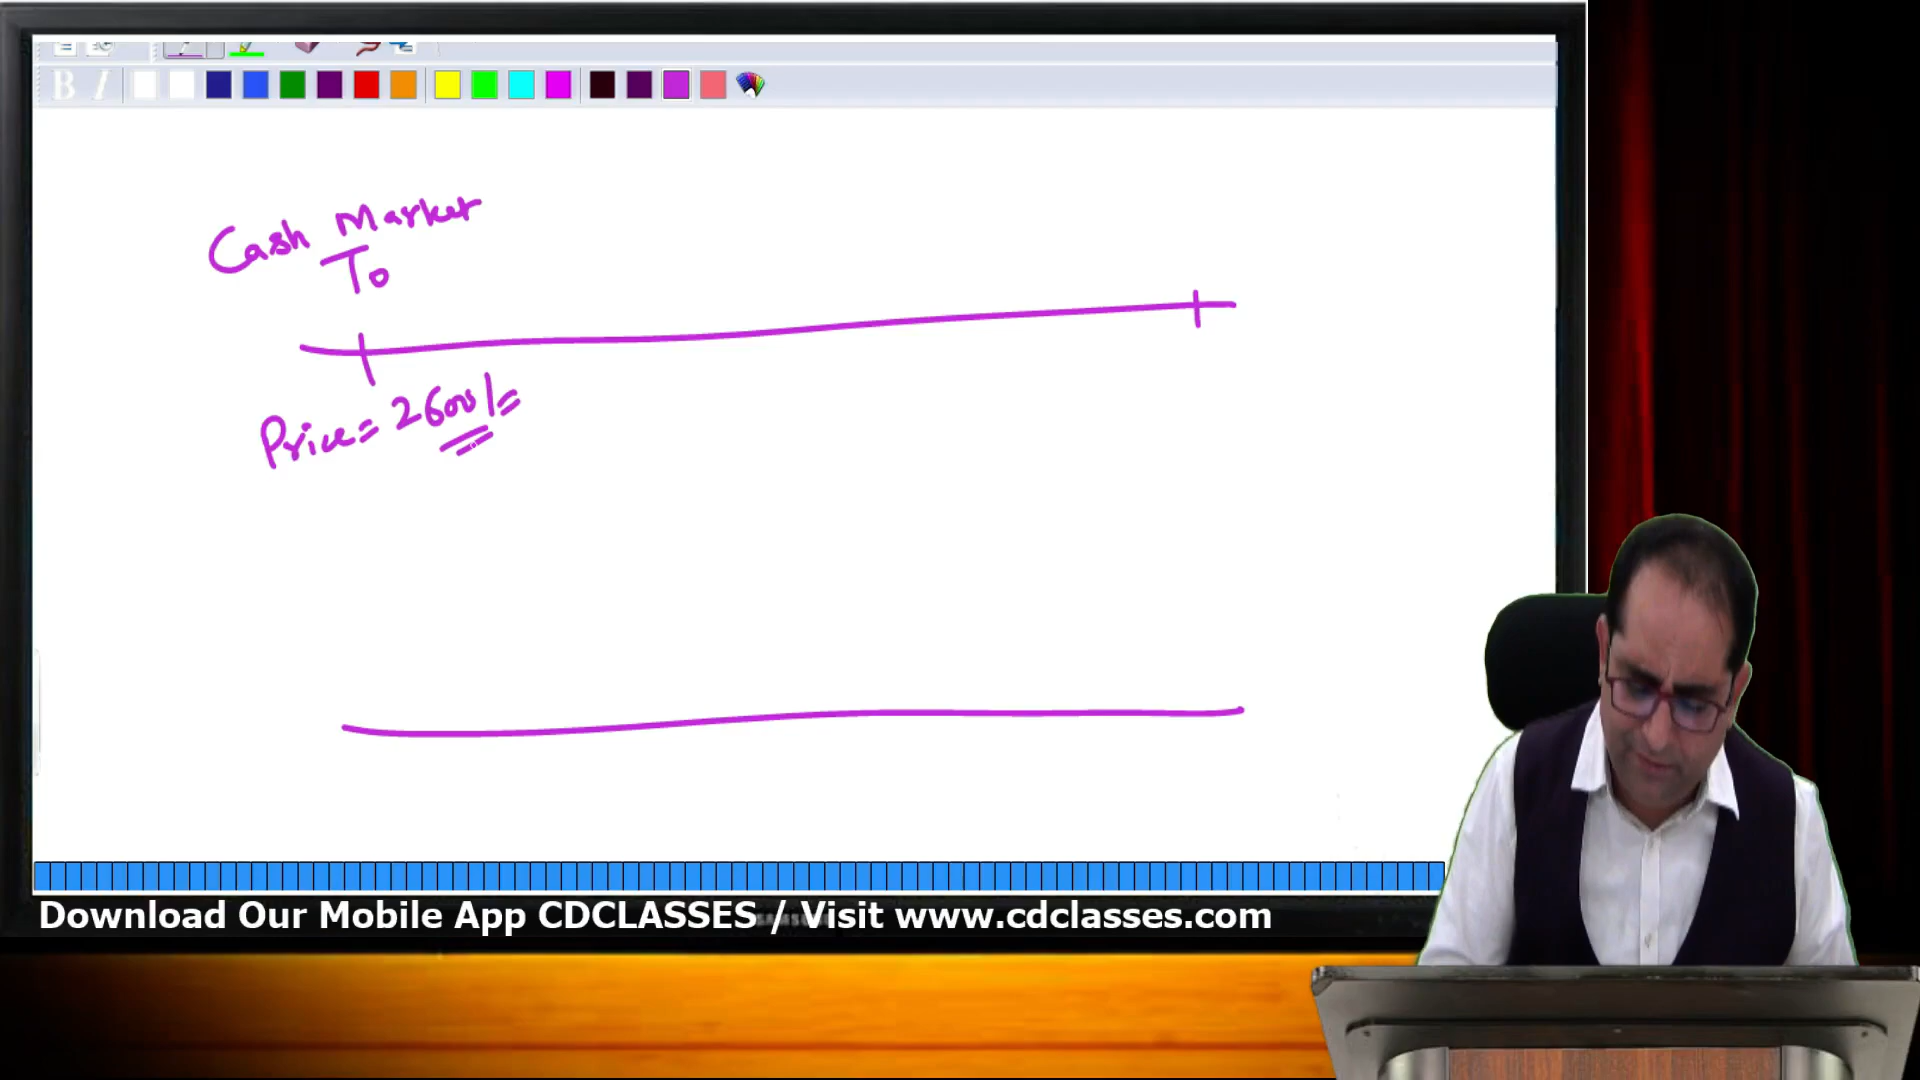 B I
Cash Market
To
Price = 2600/=
Download Our Mobile App CDCLASSES / Visit www.cdclasses.com